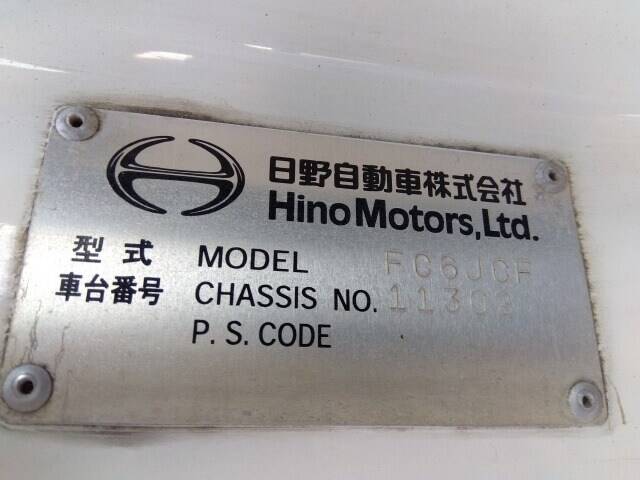 日野自動車株式会社
Hino Motors, Ltd.
型式 MODEL FC6JCF
車台番号 CHASSIS NO. 11302
P. S. CODE